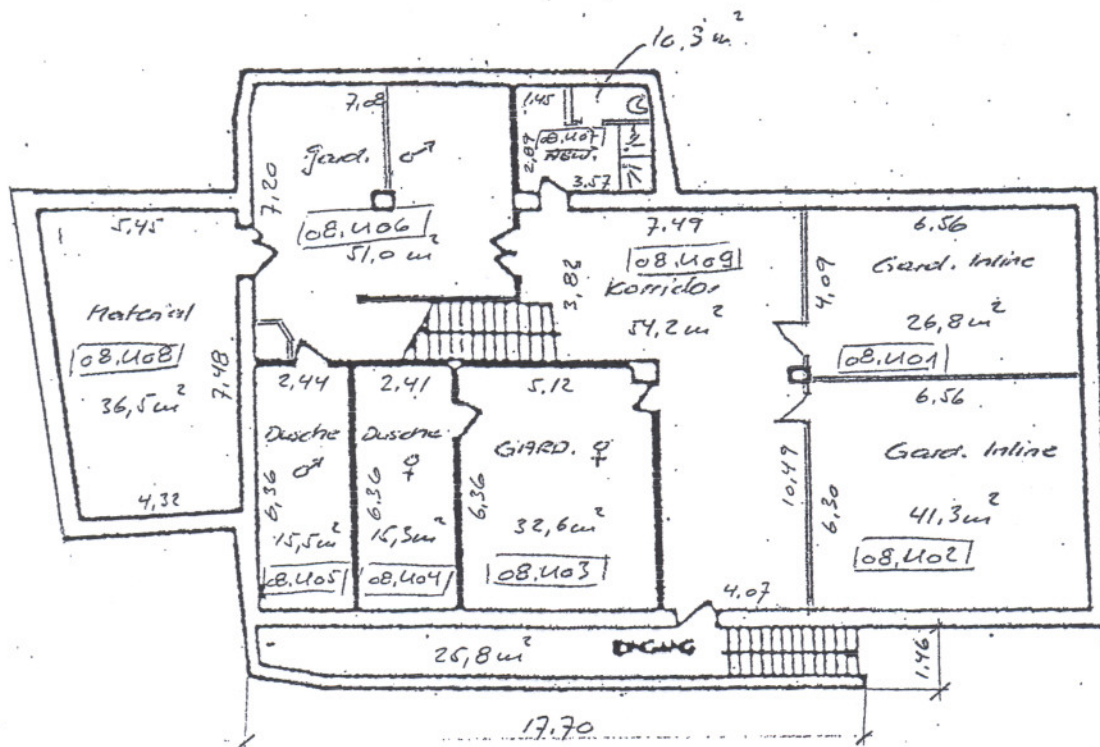 10,3 m²
7,08
1,45
08.U07
ABW.
2,89
3.57
Gard. ♂
7,20
08.U06
51,0 m²
5,45
Material
08.U08
36,5 m²
7,48
4,32
7,49
08.U09
Korridor
54,2 m²
3,82
4,09
6,56
Gard. Inline
26,8 m²
08.U01
6,56
Gard. Inline
41,3 m²
08.U02
6,30
10,49
4.07
2,44
Dusche
♂
6,36
15,5 m²
08.U05
2,41
Dusche
♀
6.36
15,3 m²
08.U04
5,12
GARD. ♀
6,36
32,6 m²
08.U03
25,8 m²
EINGANG
1,46
17.70